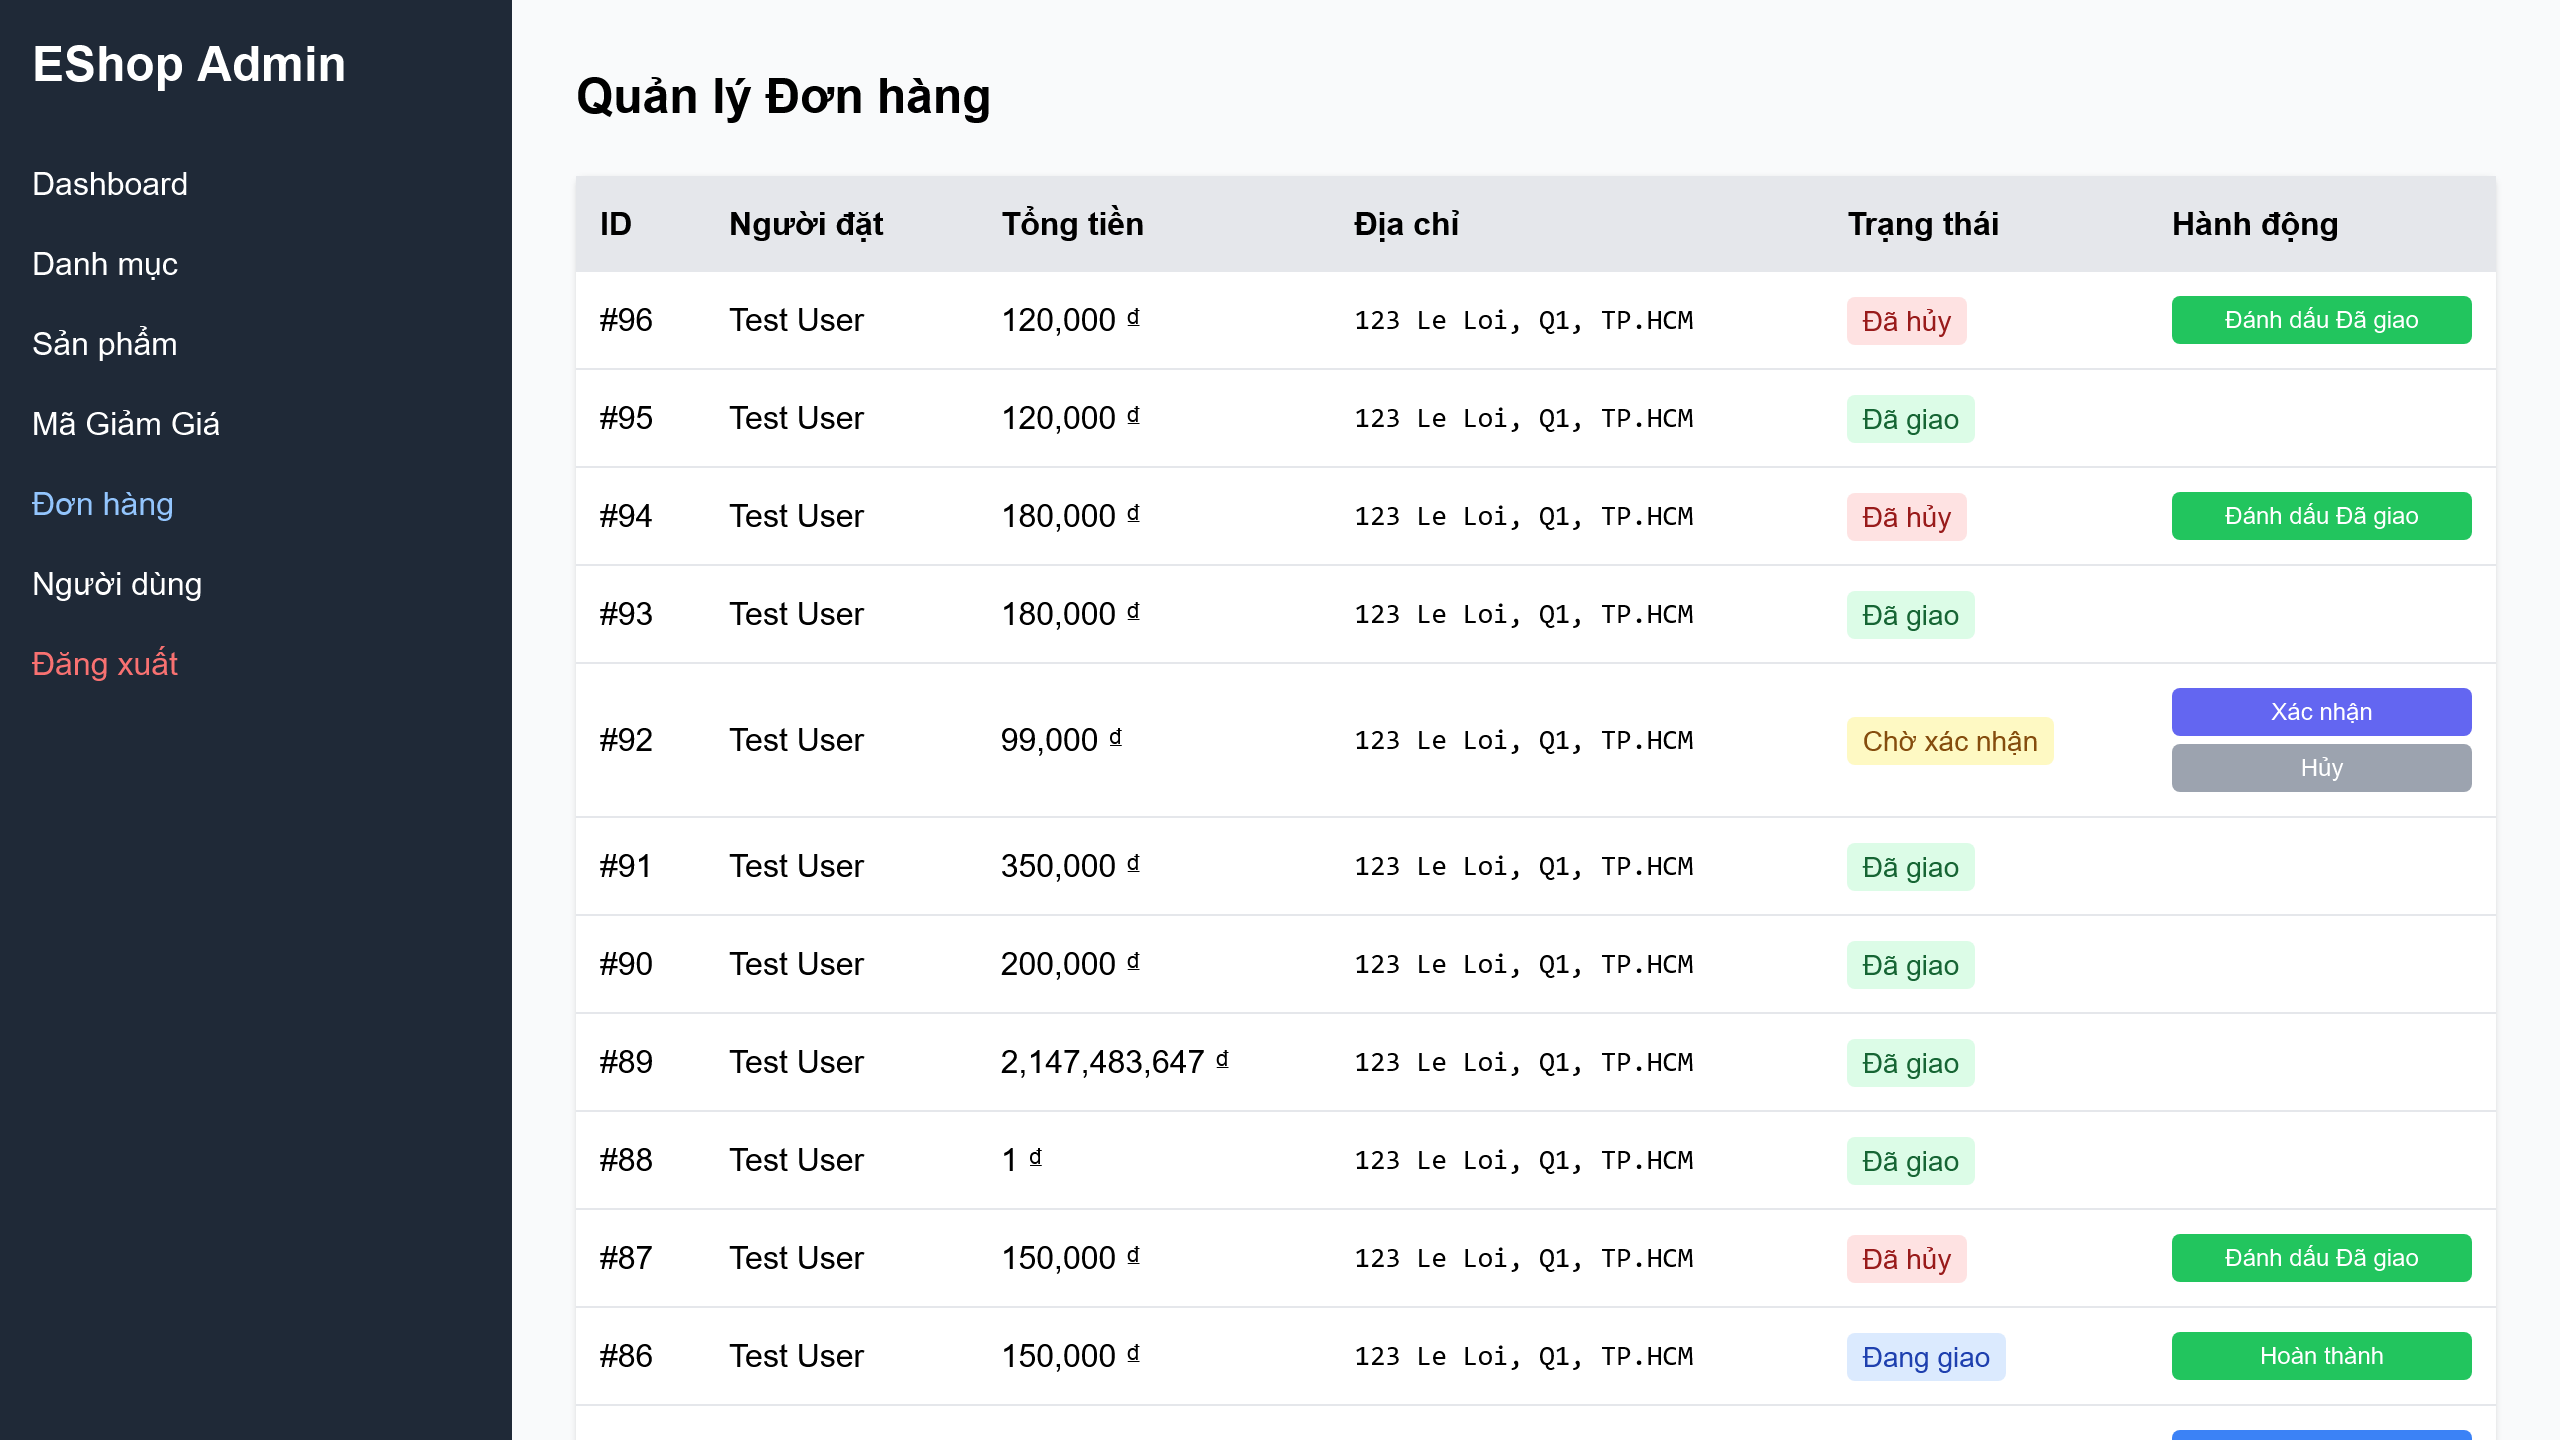 EShop Admin
Dashboard
Danh mục
Sản phẩm
Mã Giảm Giá
Đơn hàng
Người dùng
Đăng xuất
Quản lý Đơn hàng
ID Người đặt Tổng tiền Địa chỉ Trạng thái Hành động
#96 Test User 120,000 ₫ 123 Le Loi, Q1, TP.HCM Đã hủy Đánh dấu Đã giao
#95 Test User 120,000 ₫ 123 Le Loi, Q1, TP.HCM Đã giao
#94 Test User 180,000 ₫ 123 Le Loi, Q1, TP.HCM Đã hủy Đánh dấu Đã giao
#93 Test User 180,000 ₫ 123 Le Loi, Q1, TP.HCM Đã giao
#92 Test User 99,000 ₫ 123 Le Loi, Q1, TP.HCM Chờ xác nhận Xác nhận
Hủy
#91 Test User 350,000 ₫ 123 Le Loi, Q1, TP.HCM Đã giao
#90 Test User 200,000 ₫ 123 Le Loi, Q1, TP.HCM Đã giao
#89 Test User 2,147,483,647 ₫ 123 Le Loi, Q1, TP.HCM Đã giao
#88 Test User 1 ₫ 123 Le Loi, Q1, TP.HCM Đã giao
#87 Test User 150,000 ₫ 123 Le Loi, Q1, TP.HCM Đã hủy Đánh dấu Đã giao
#86 Test User 150,000 ₫ 123 Le Loi, Q1, TP.HCM Đang giao Hoàn thành